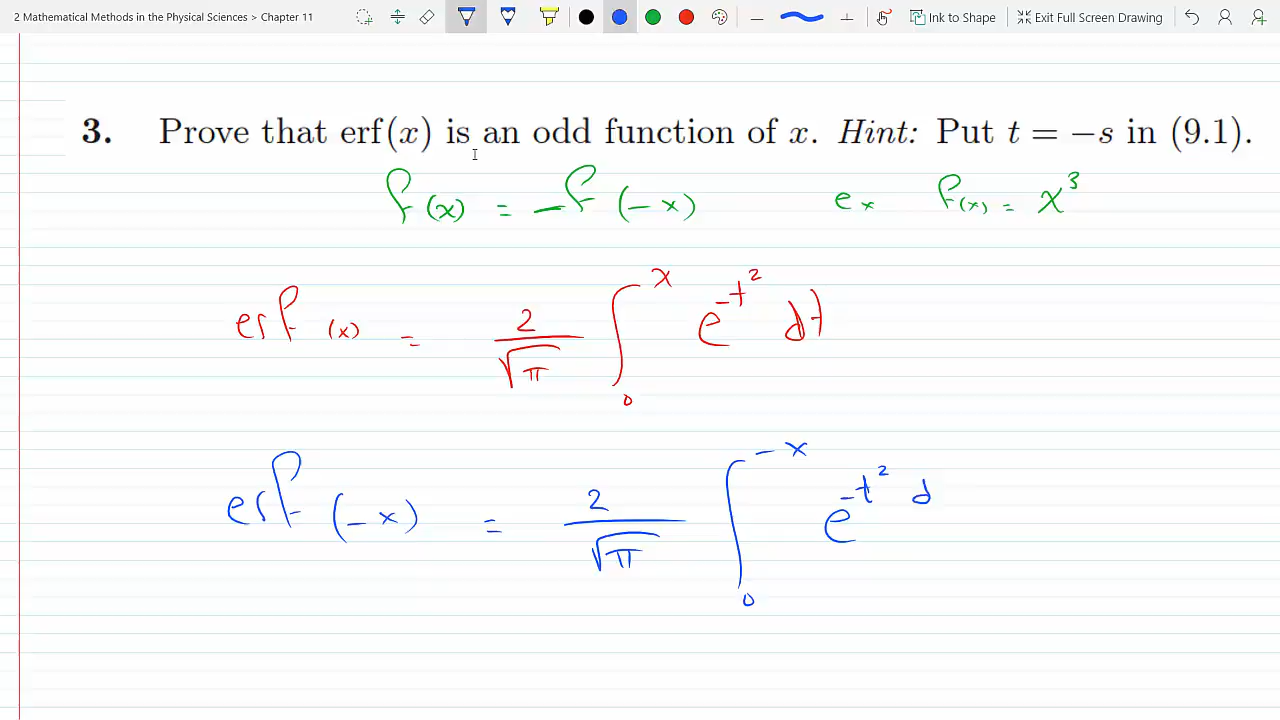 2 Mathematical Methods in the Physical Sciences > Chapter 11
Ink to Shape
Exit Full Screen Drawing
3. Prove that erf(x) is an odd function of x. Hint: Put t = −s in (9.1).
f(x) = −f(−x) ex f(x) = x³
erf(x) = 2/√π ∫₀ˣ e^{−t²} dt
erf(−x) = 2/√π ∫₀^{−x} e^{−t²} d